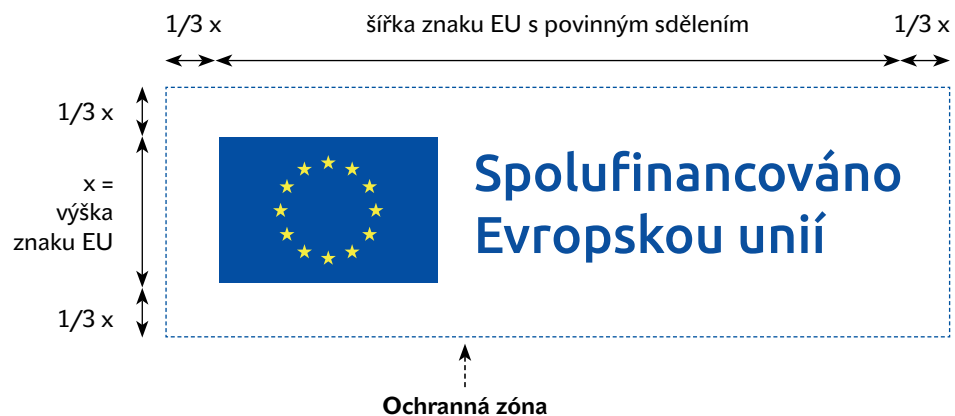 1/3 x
šířka znaku EU s povinným sdělením
1/3 x
1/3 x
x =
výška
znaku EU
1/3 x
Spolufinancováno
Evropskou unií
Ochranná zóna